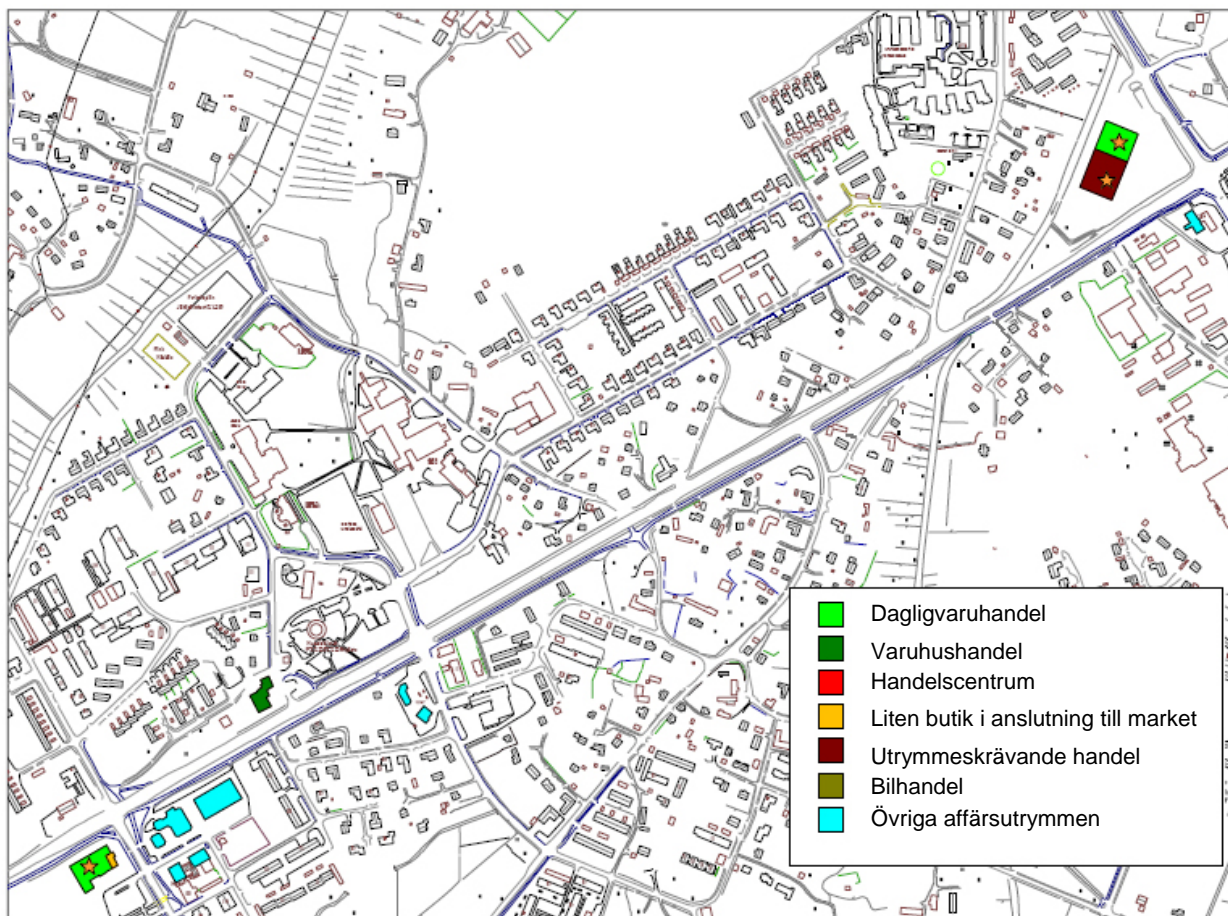 Dagligvaruhandel
Varuhushandel
Handelscentrum
Liten butik i anslutning till market
Utrymmeskrävande handel
Bilhandel
Övriga affärsutrymmen